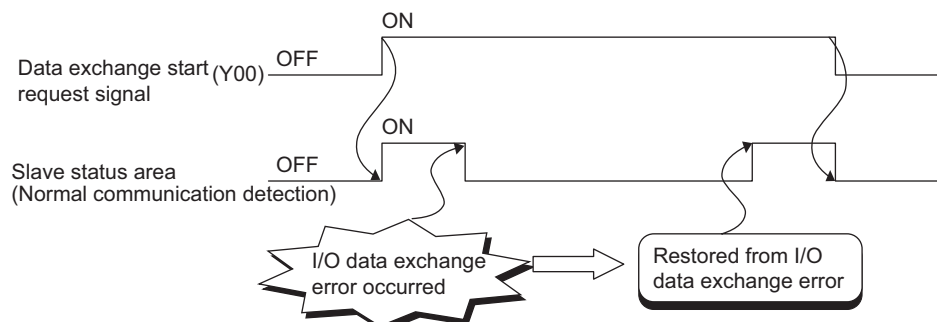 ON
OFF
Data exchange start (Y00)
request signal
ON
OFF
Slave status area
(Normal communication detection)
I/O data exchange
error occurred
Restored from I/O
data exchange error